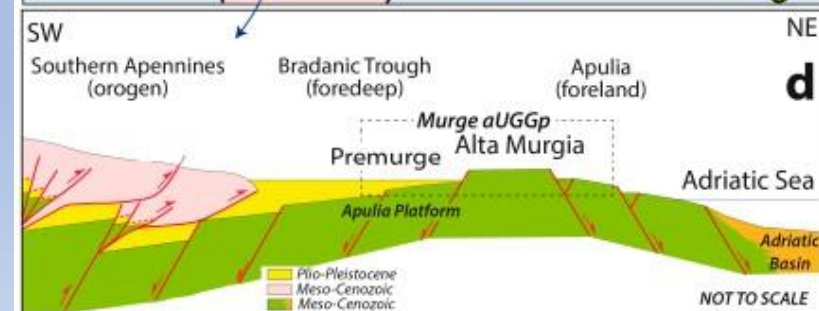 SW
NE
Southern Apennines
(orogen)
Bradanic Trough
(foredeep)
Apulia
(foreland)
d
Murge aUGGp
Premurge
Alta Murgia
Adriatic Sea
Apulia Platform
Adriatic
Basin
Plio-Pleistocene
Meso-Cenozoic
Meso-Cenozoic
NOT TO SCALE